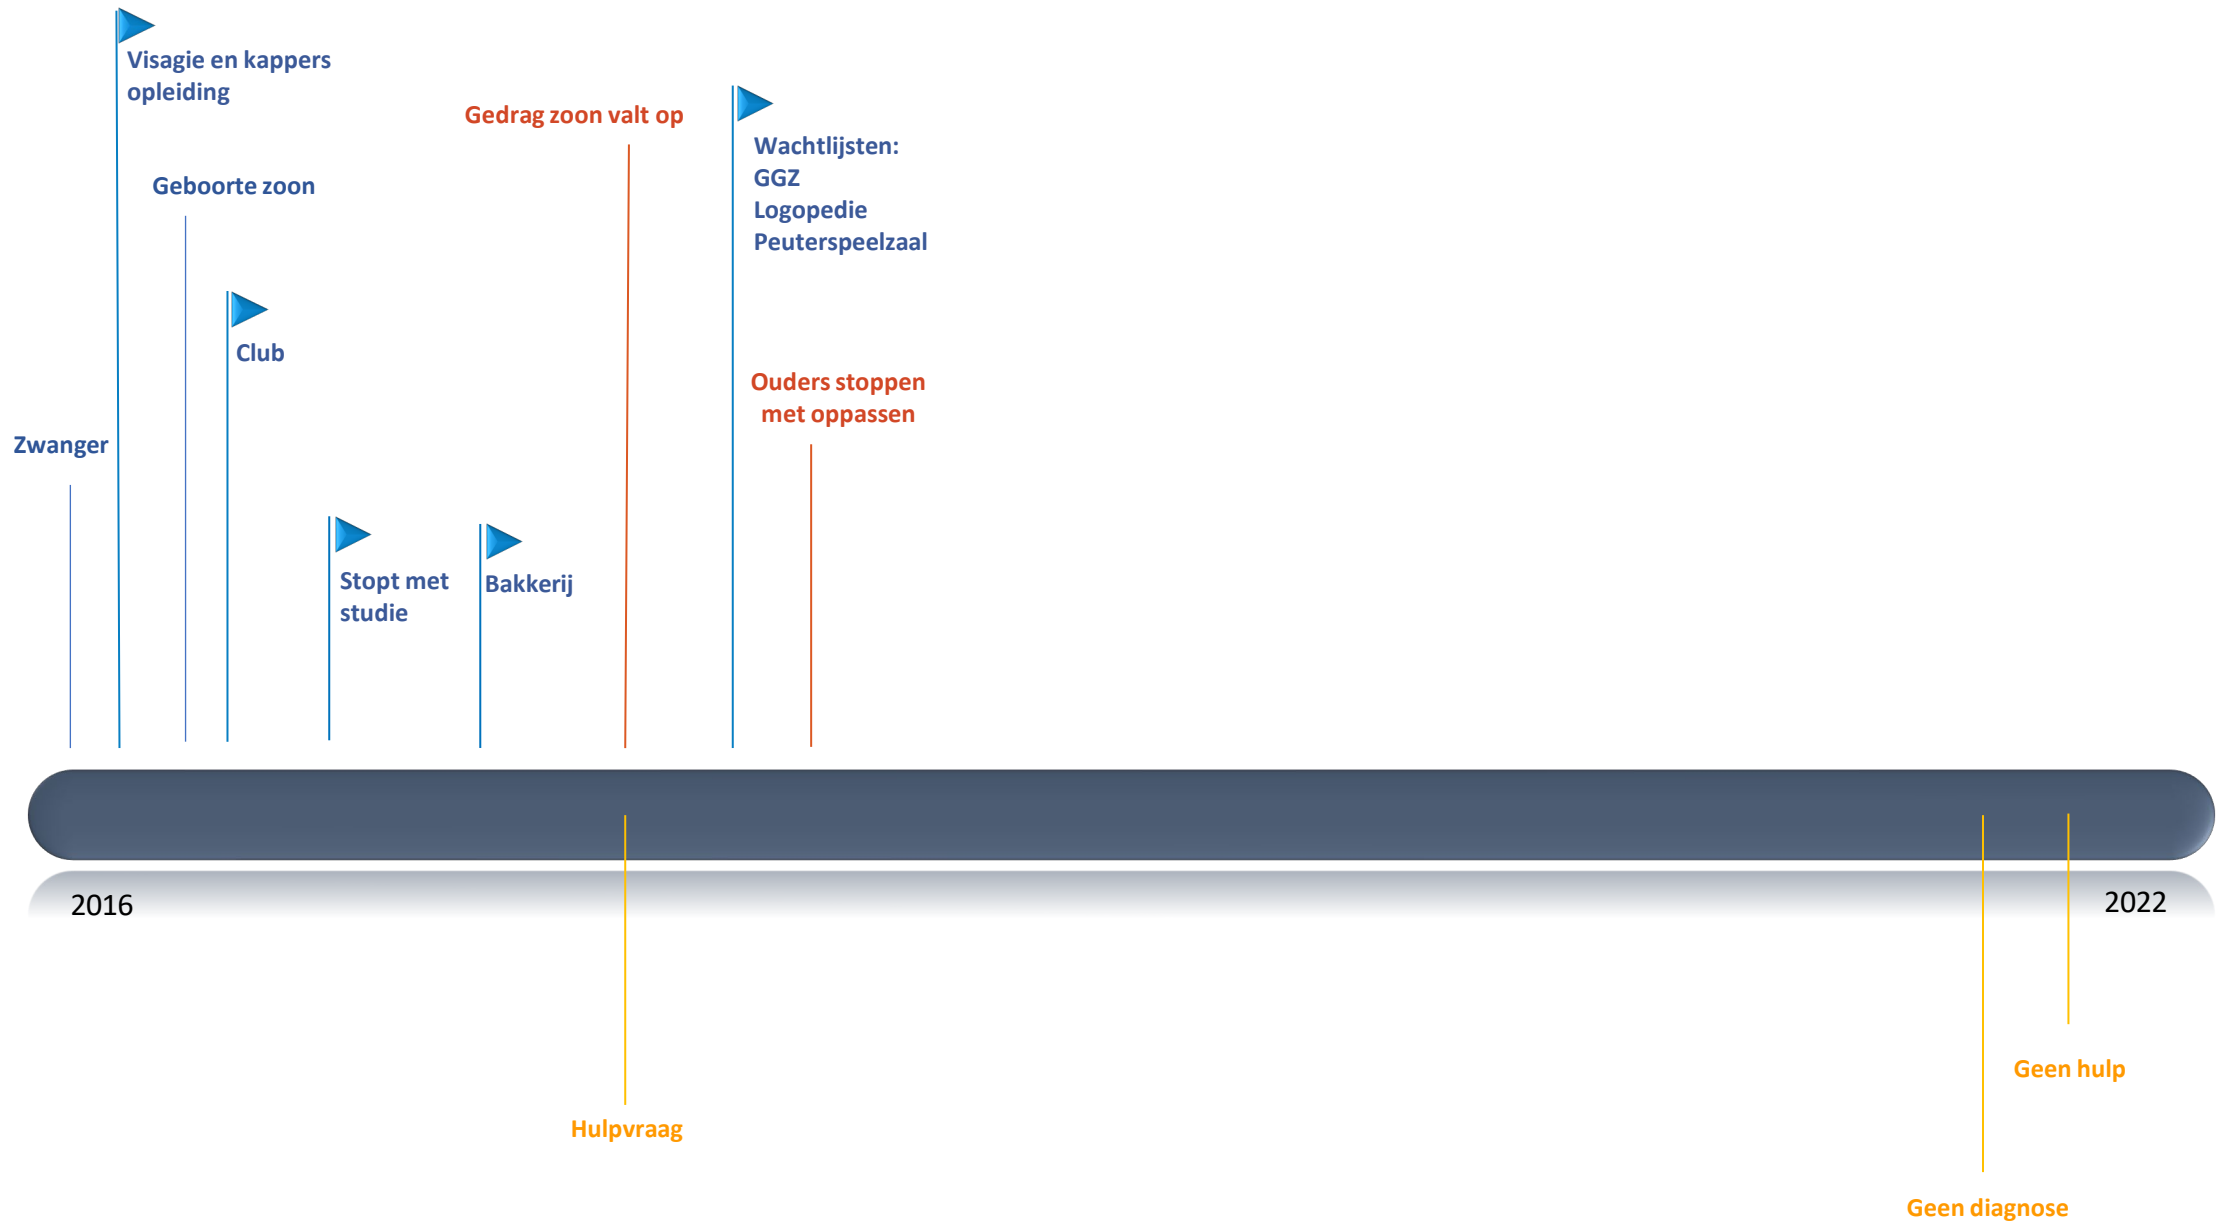 Visagie en kappers
opleiding
Gedrag zoon valt op
Wachtlijsten:
GGZ
Logopedie
Peuterspeelzaal
Geboorte zoon
Club
Ouders stoppen
met oppassen
Zwanger
Stopt met
studie
Bakkerij
2016
2022
Geen hulp
Hulpvraag
Geen diagnose